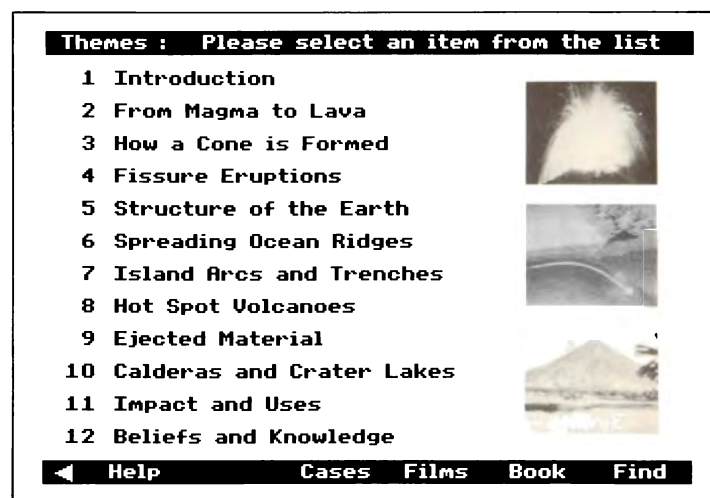 Themes : Please select an item from the list
1 Introduction
2 From Magma to Lava
3 How a Cone is Formed
4 Fissure Eruptions
5 Structure of the Earth
6 Spreading Ocean Ridges
7 Island Arcs and Trenches
8 Hot Spot Volcanoes
9 Ejected Material
10 Calderas and Crater Lakes
11 Impact and Uses
12 Beliefs and Knowledge
◄ Help Cases Films Book Find